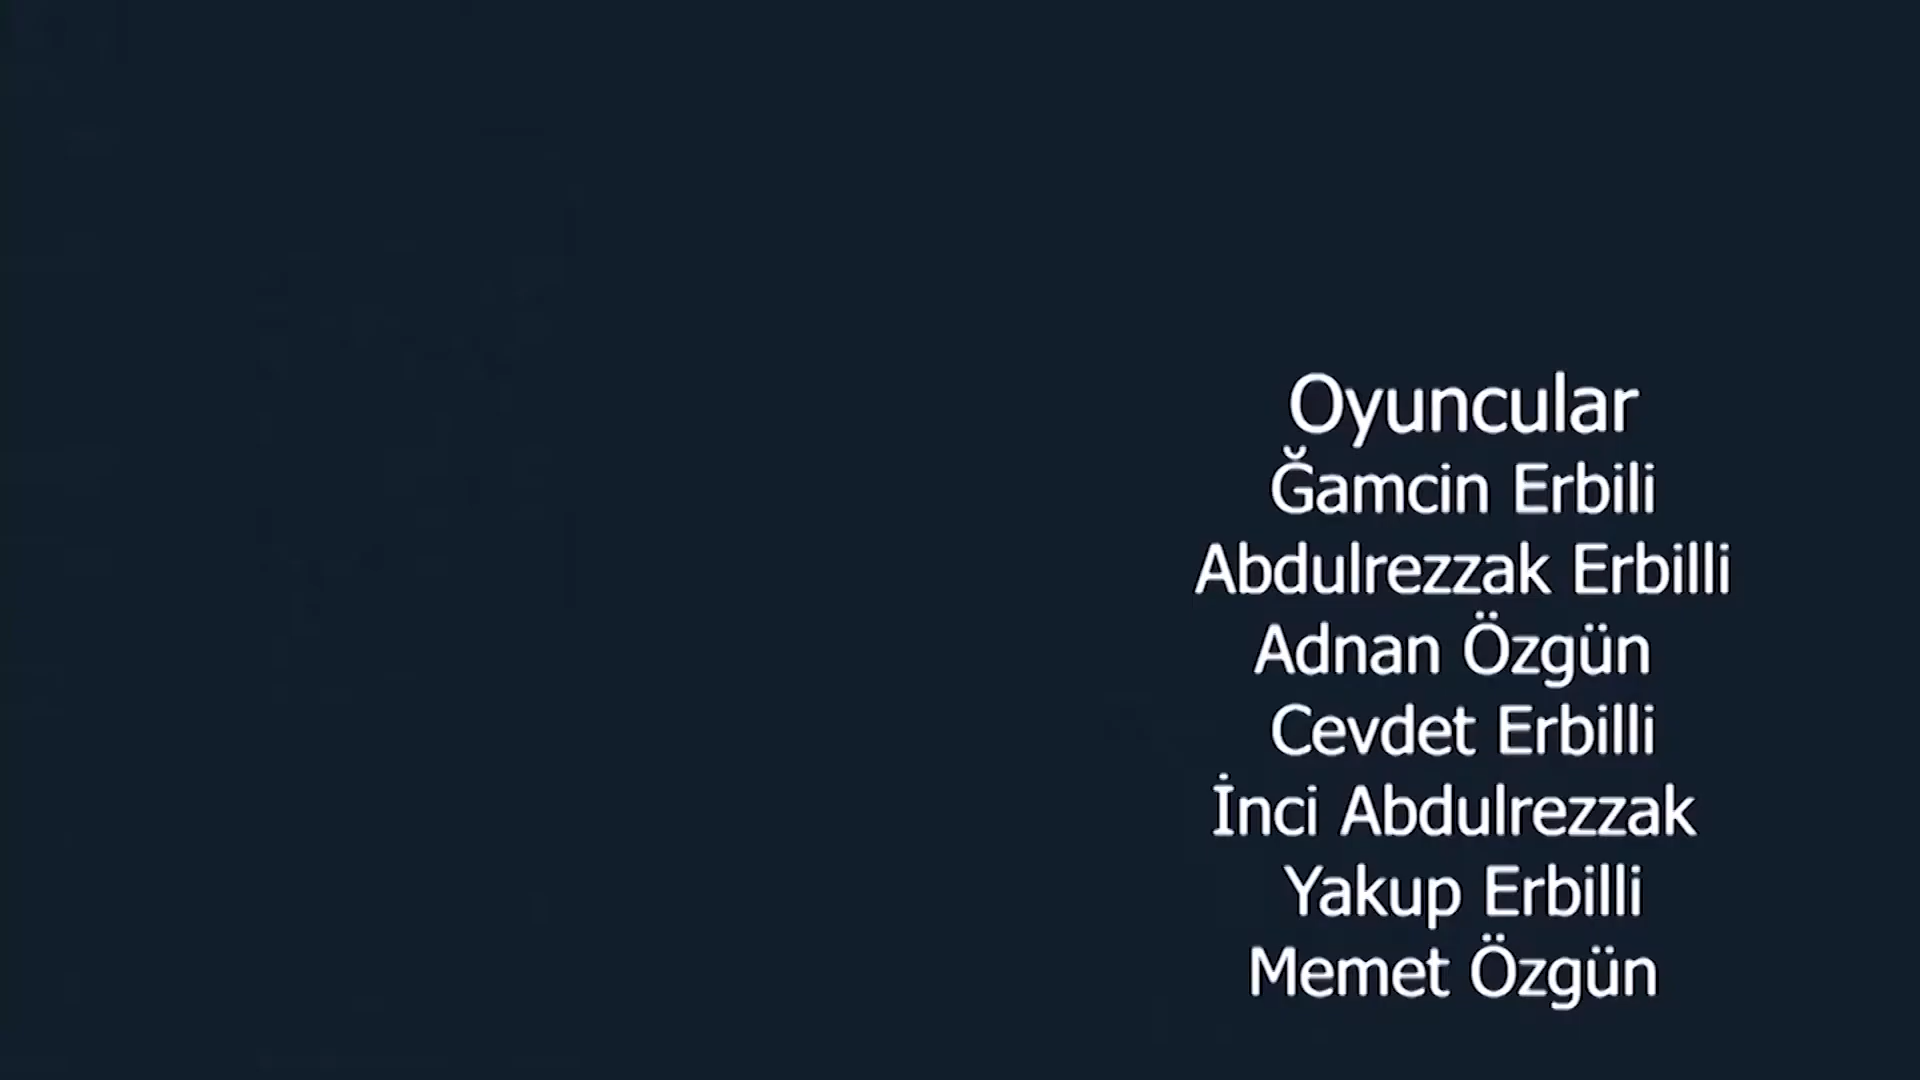 Oyuncular
Ğamcin Erbili
Abdulrezzak Erbilli
Adnan Özgün
Cevdet Erbilli
İnci Abdulrezzak
Yakup Erbilli
Memet Özgün